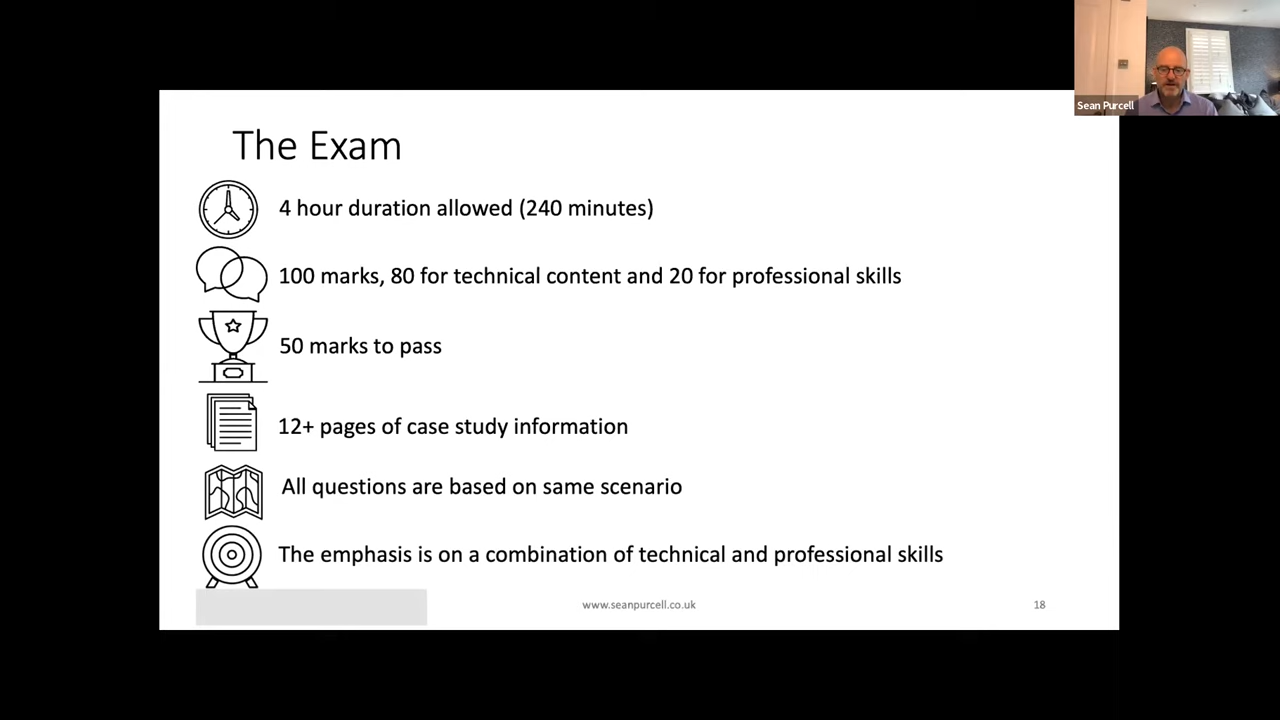 Sean Purcell
The Exam
4 hour duration allowed (240 minutes)
100 marks, 80 for technical content and 20 for professional skills
50 marks to pass
12+ pages of case study information
All questions are based on same scenario
The emphasis is on a combination of technical and professional skills
www.seanpurcell.co.uk
18